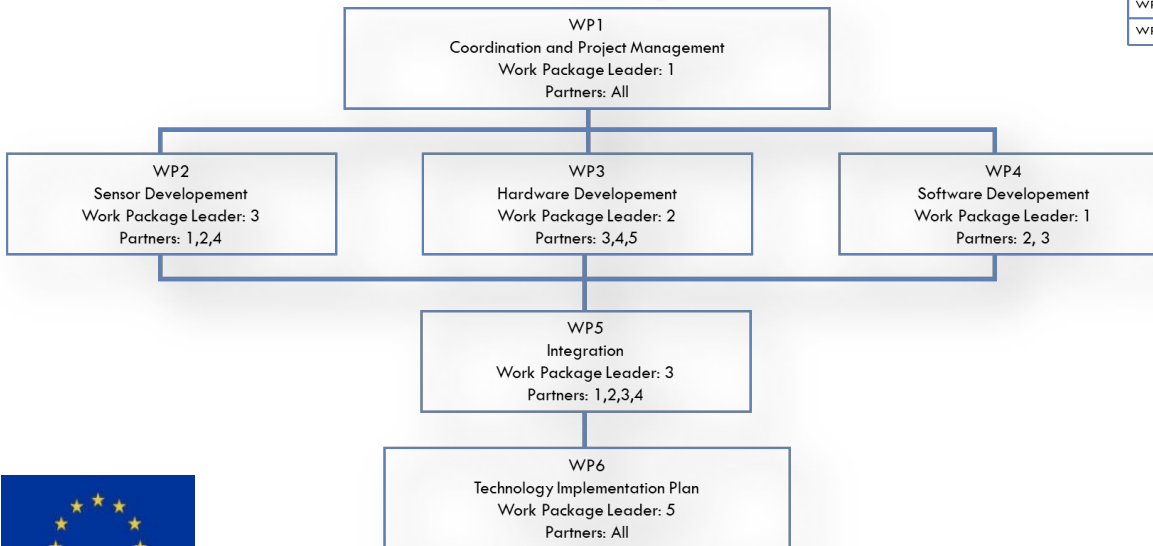 WP1
Coordination and Project Management
Work Package Leader: 1
Partners: All
WP2
Sensor Developement
Work Package Leader: 3
Partners: 1,2,4
WP3
Hardware Developement
Work Package Leader: 2
Partners: 3,4,5
WP4
Software Developement
Work Package Leader: 1
Partners: 2, 3
WP5
Integration
Work Package Leader: 3
Partners: 1,2,3,4
WP6
Technology Implementation Plan
Work Package Leader: 5
Partners: All